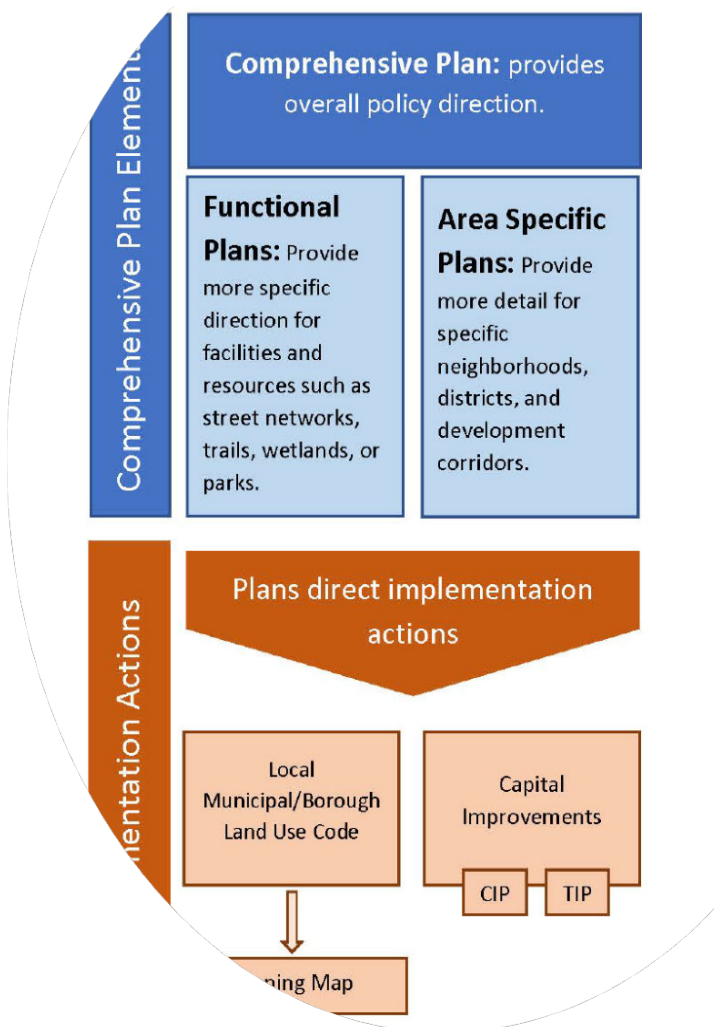 Comprehensive Plan Element
Comprehensive Plan: provides
overall policy direction.
Functional
Plans: Provide
more specific
direction for
facilities and
resources such as
street networks,
trails, wetlands, or
parks.
Area Specific
Plans: Provide
more detail for
specific
neighborhoods,
districts, and
development
corridors.
mentation Actions
Plans direct implementation
actions
Local
Municipal/Borough
Land Use Code
Capital
Improvements
CIP TIP
ning Map